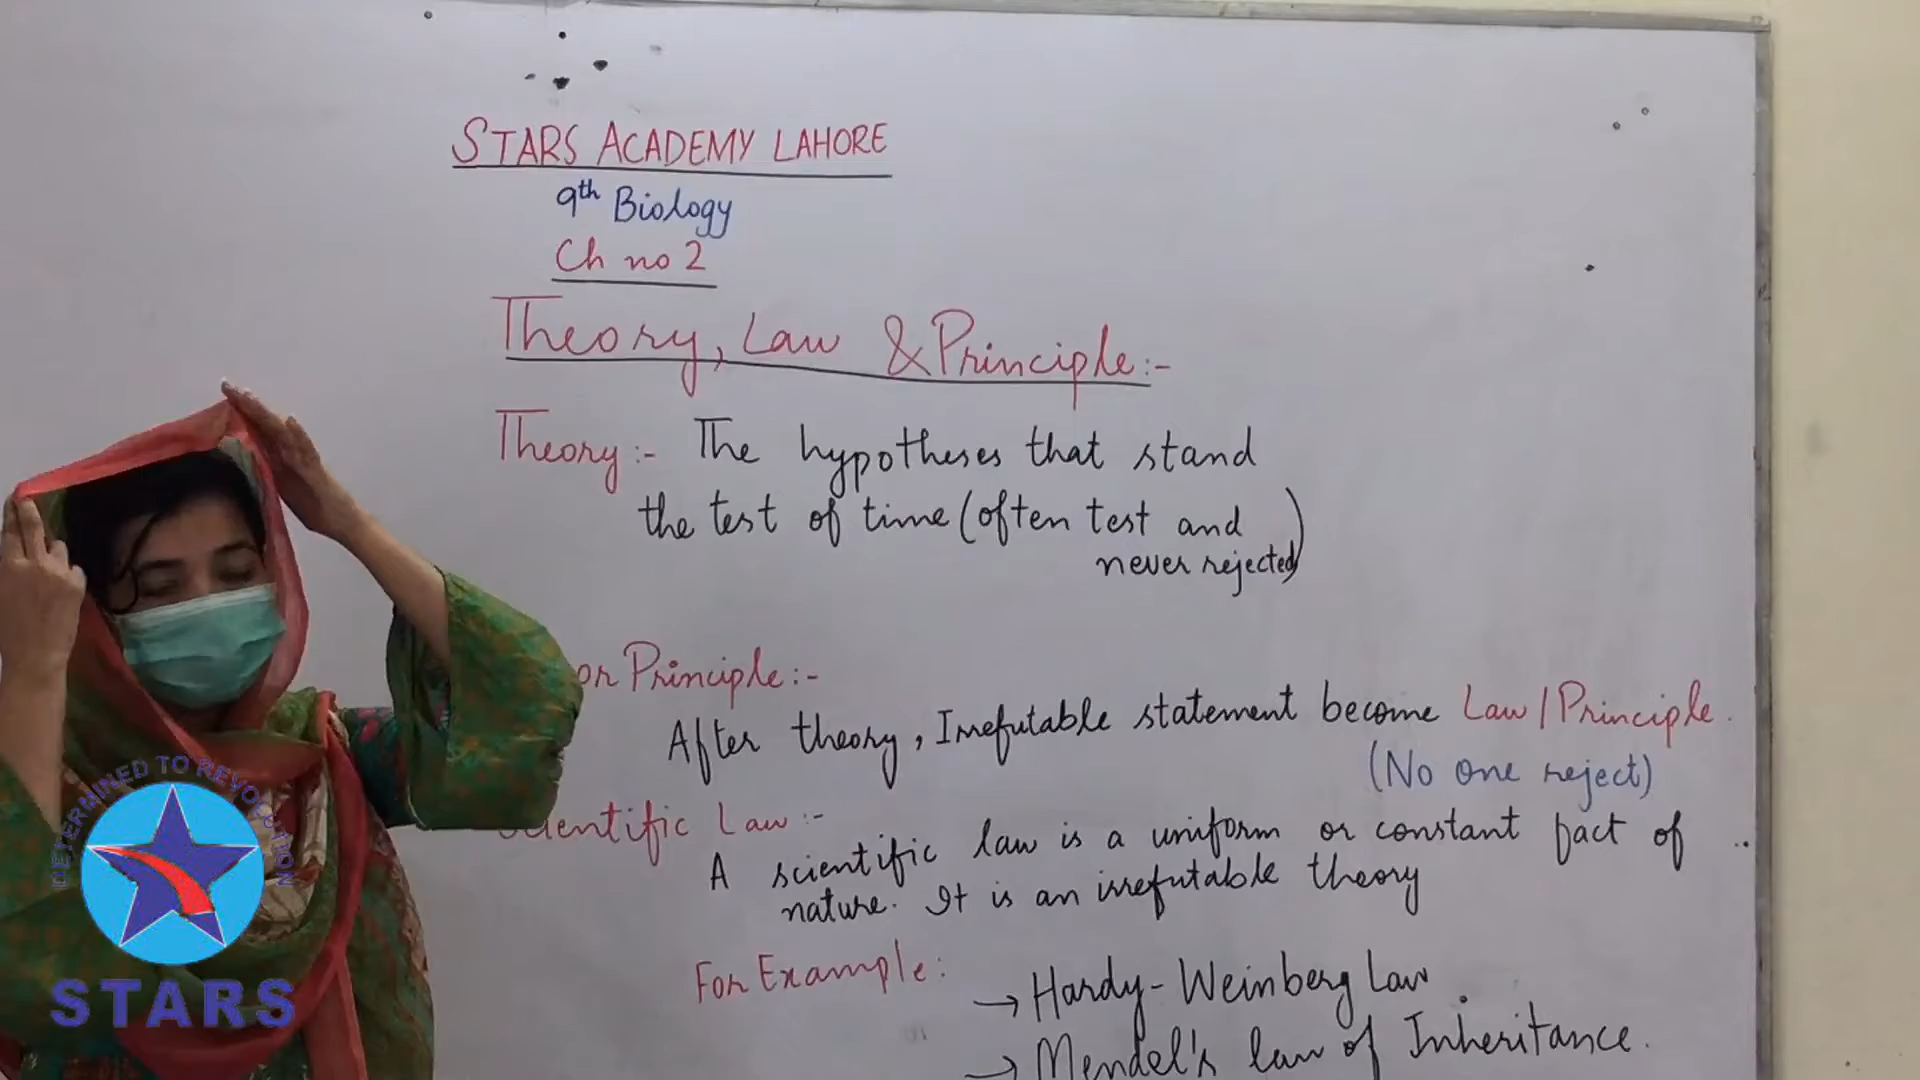 STARS ACADEMY LAHORE
9th Biology
Ch no 2
Theory, Law & Principle:-
Theory:- The hypotheses that stand
the test of time (often test and
never rejected)
or Principle:-
After theory, Irrefutable statement become Law/Principle.
(No one reject)
Scientific Law:-
A scientific law is a uniform or constant fact of
nature. It is an irrefutable theory
For Example:
→ Hardy-Weinberg Law
→ Mendel's law of Inheritance.
DETERMINED TO REVOLUTION
STARS